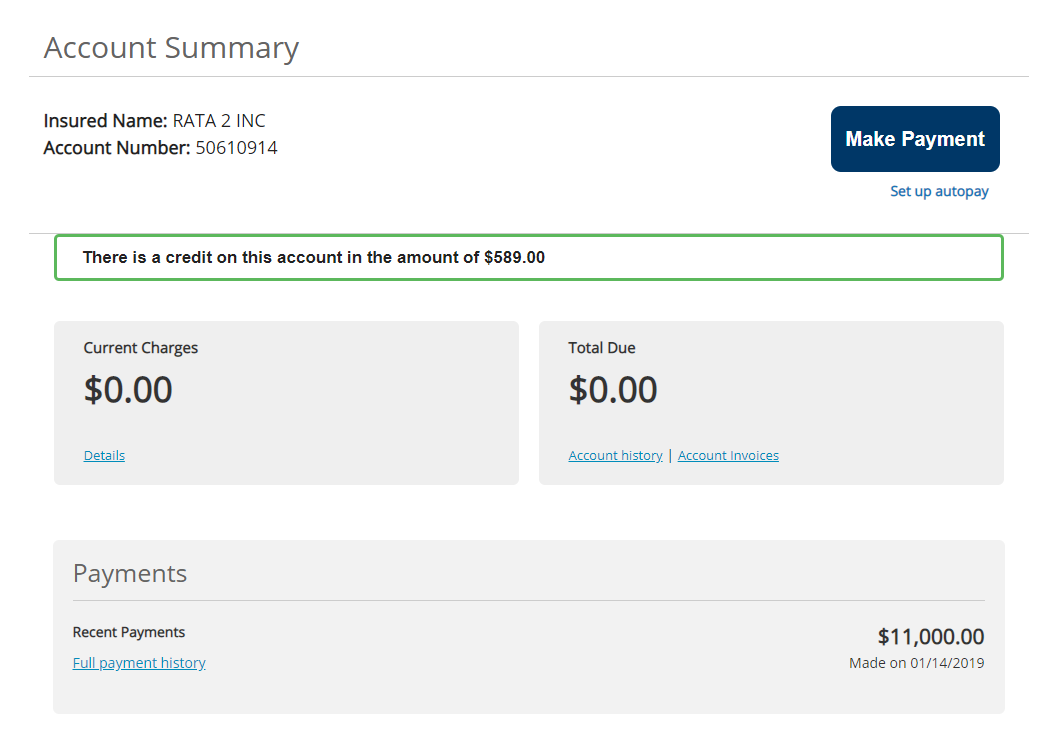 Account Summary
Insured Name: RATA 2 INC
Account Number: 50610914
Make Payment
Set up autopay
There is a credit on this account in the amount of $589.00
Current Charges
$0.00
Details
Total Due
$0.00
Account history | Account Invoices
Payments
Recent Payments
Full payment history
$11,000.00
Made on 01/14/2019